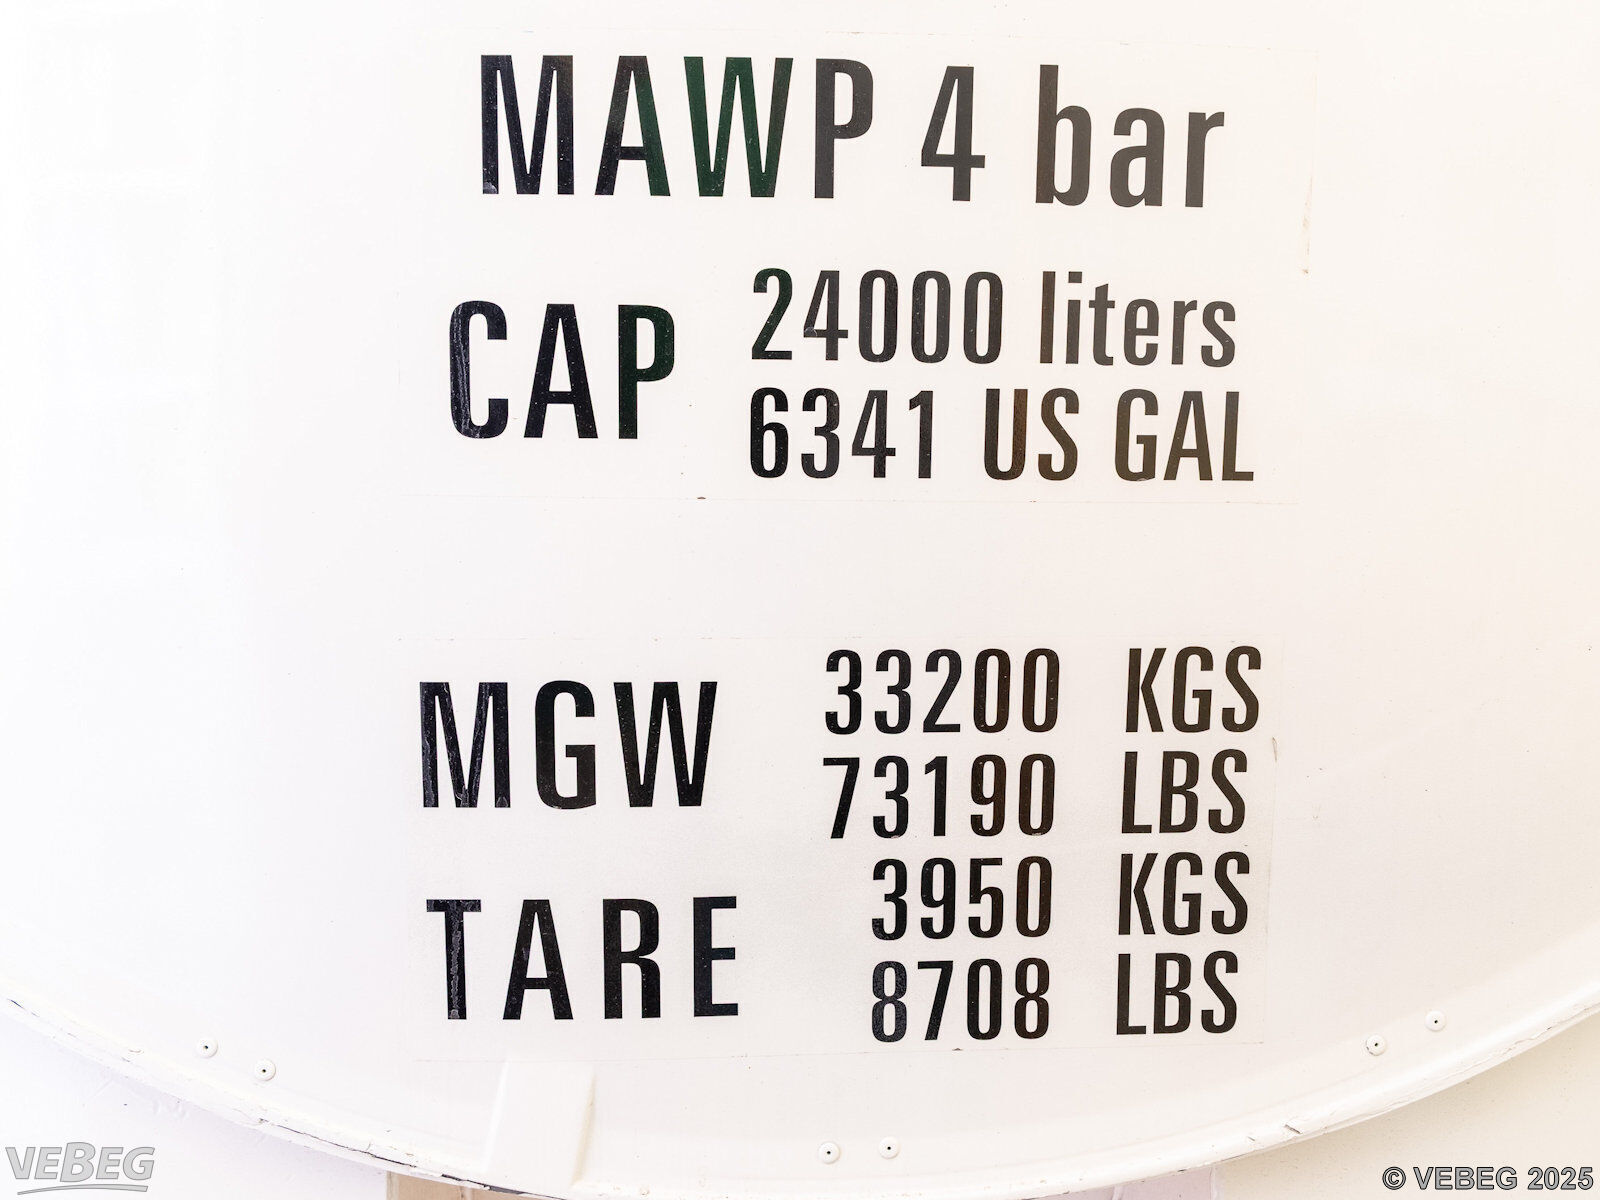 MAWP 4 bar
CAP 24000 liters
6341 US GAL
MGW 33200 KGS
73190 LBS
TARE 3950 KGS
8708 LBS
VEBEG
© VEBEG 2025